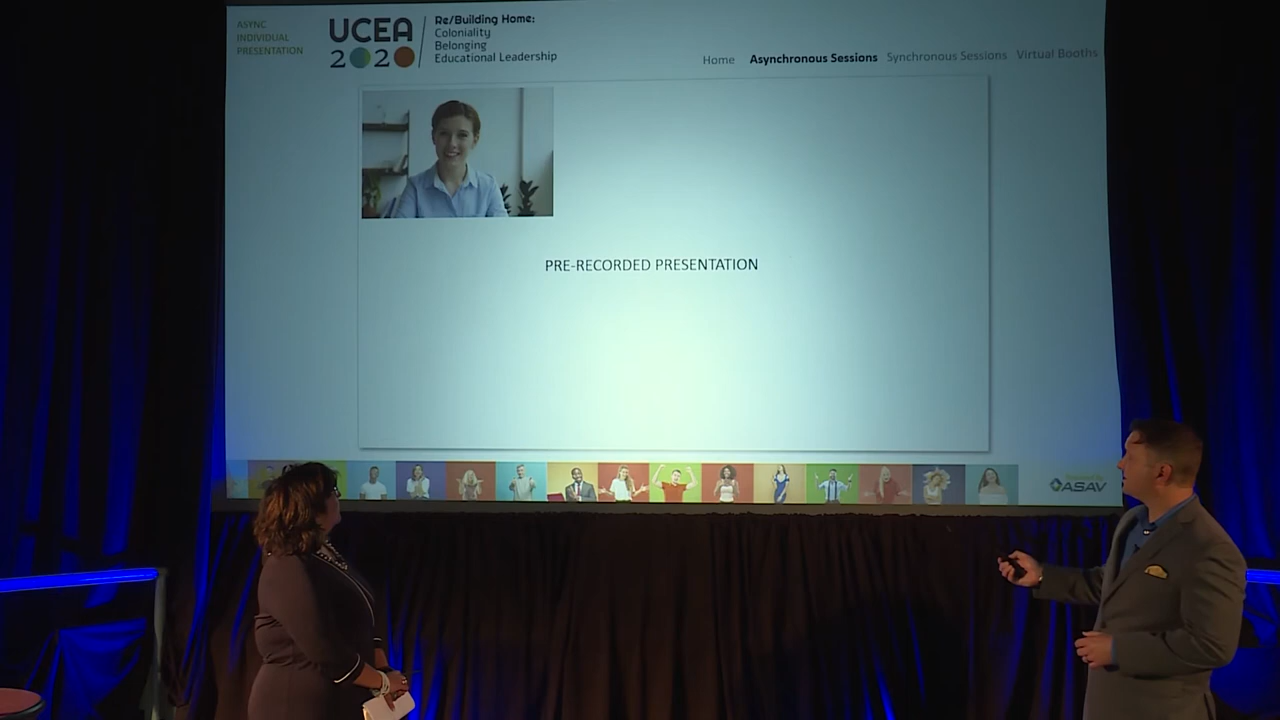 ASYNC
INDIVIDUAL
PRESENTATION
UCEA
2020
Re/Building Home:
Coloniality
Belonging
Educational Leadership
Home Asynchronous Sessions Synchronous Sessions Virtual Booths
PRE-RECORDED PRESENTATION
ASAV